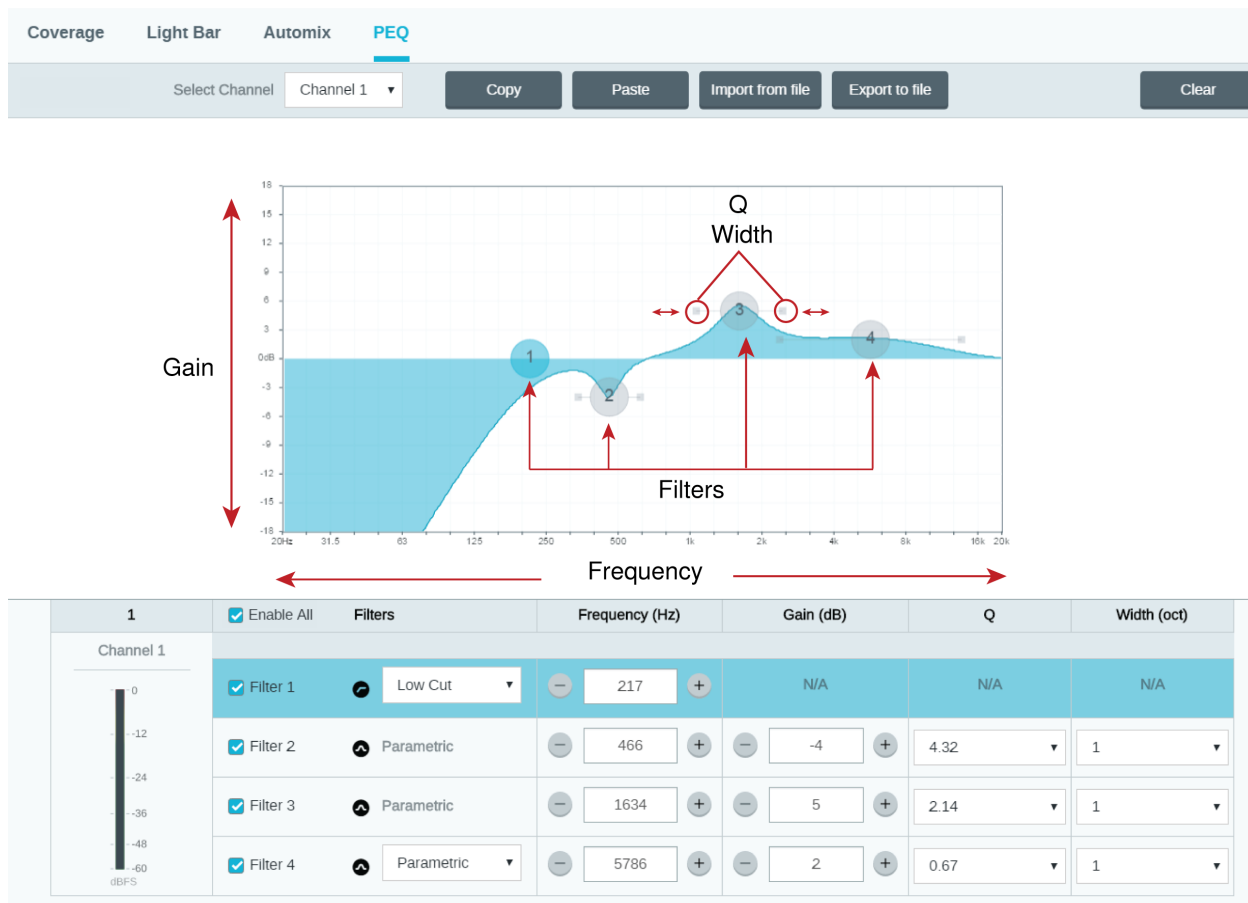 Coverage Light Bar Automix PEQ
Select Channel Channel 1 Copy Paste Import from file Export to file Clear
Q
Width
18
15
12
9
6
3
0dB
-3
-6
-9
-12
-15
-18
Gain
1
2
3
4
Filters
20Hz 31.5 63 125 250 500 1k 2k 4k 8k 16k 20k
Frequency
1 Enable All Filters Frequency (Hz) Gain (dB) Q Width (oct)
Channel 1
0
-12
-24
-36
-48
-60
dBFS
Filter 1 Low Cut 217 N/A N/A N/A
Filter 2 Parametric 466 -4 4.32 1
Filter 3 Parametric 1634 5 2.14 1
Filter 4 Parametric 5786 2 0.67 1